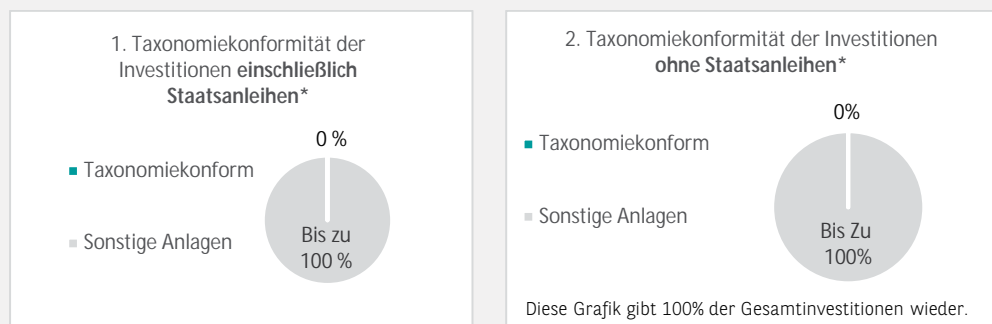 1. Taxonomiekonformität der
Investitionen einschließlich
Staatsanleihen*
0 %
Taxonomiekonform
Sonstige Anlagen
Bis zu
100 %
2. Taxonomiekonformität der Investitionen
ohne Staatsanleihen*
0%
Taxonomiekonform
Sonstige Anlagen
Bis Zu
100%
Diese Grafik gibt 100% der Gesamtinvestitionen wieder.